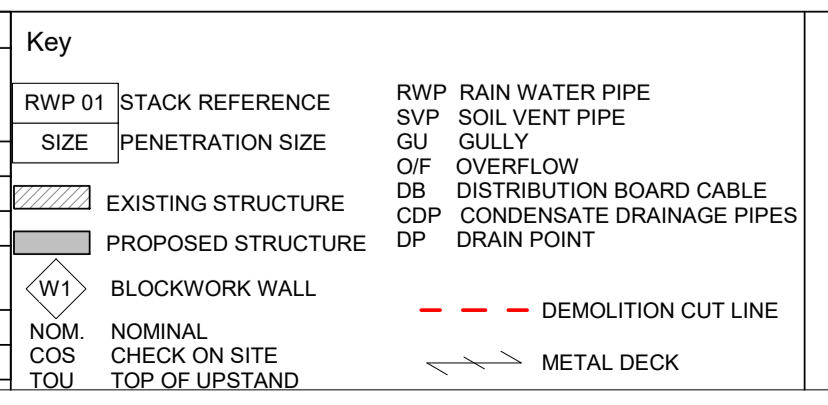 Key
RWP 01 STACK REFERENCE
SIZE PENETRATION SIZE
EXISTING STRUCTURE
PROPOSED STRUCTURE
W1 BLOCKWORK WALL
NOM. NOMINAL
COS CHECK ON SITE
TOU TOP OF UPSTAND
RWP RAIN WATER PIPE
SVP SOIL VENT PIPE
GU GULLY
O/F OVERFLOW
DB DISTRIBUTION BOARD CABLE
CDP CONDENSATE DRAINAGE PIPES
DP DRAIN POINT
DEMOLITION CUT LINE
METAL DECK